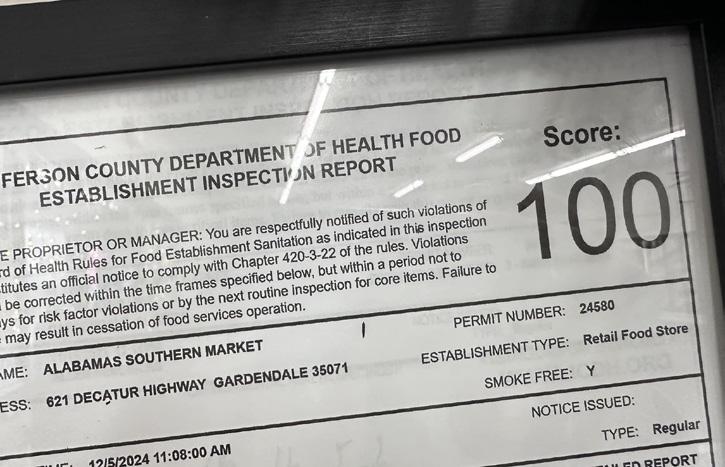 FERSON COUNTY DEPARTMENT OF HEALTH FOOD
ESTABLISHMENT INSPECTION REPORT
Score:
100
E PROPRIETOR OR MANAGER: You are respectfully notified of such violations of
rd of Health Rules for Food Establishment Sanitation as indicated in this inspection
titutes an official notice to comply with Chapter 420-3-22 of the rules. Violations
be corrected within the time frames specified below, but within a period not to
ys for risk factor violations or by the next routine inspection for core items. Failure to
may result in cessation of food services operation.
AME: ALABAMAS SOUTHERN MARKET
ESS: 621 DECATUR HIGHWAY GARDENDALE 35071
PERMIT NUMBER: 24580
ESTABLISHMENT TYPE: Retail Food Store
SMOKE FREE: Y
NOTICE ISSUED:
TYPE: Regular
12/5/2024 11:08:00 AM
REPORT